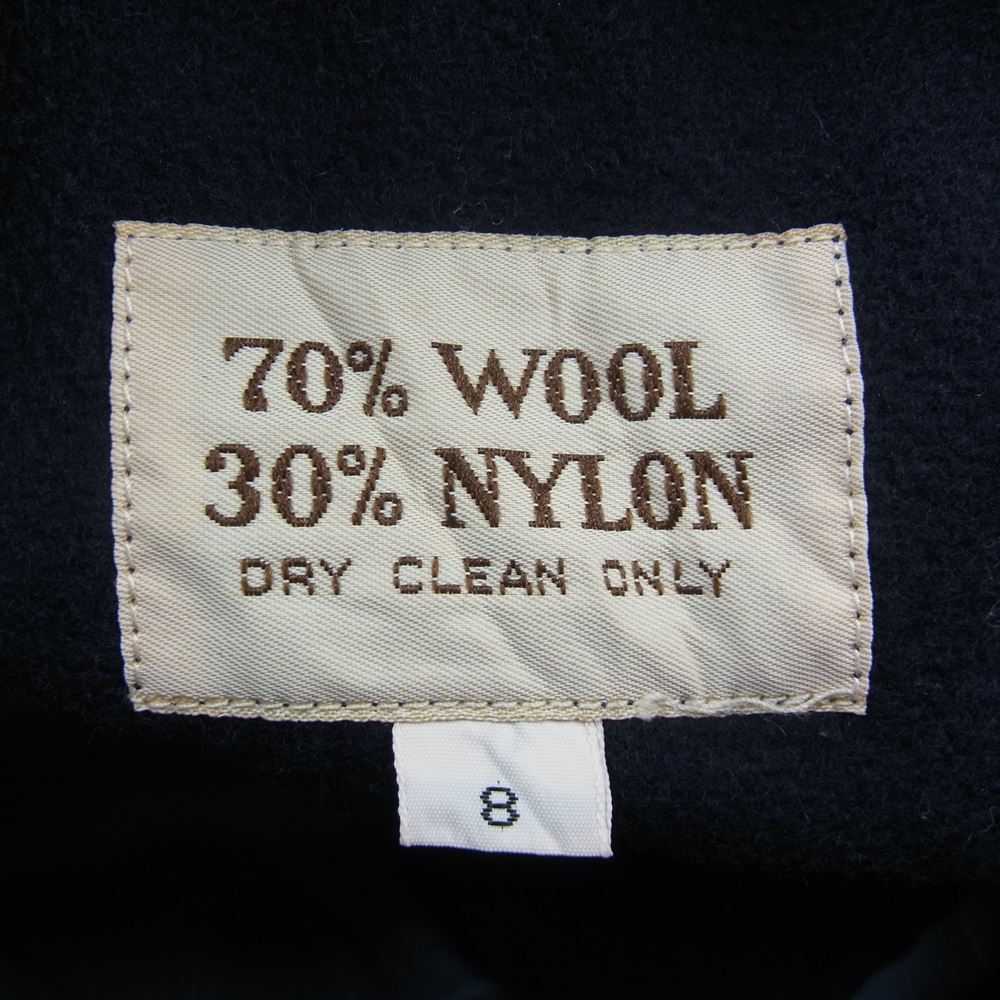 70% WOOL
30% NYLON
DRY CLEAN ONLY
8